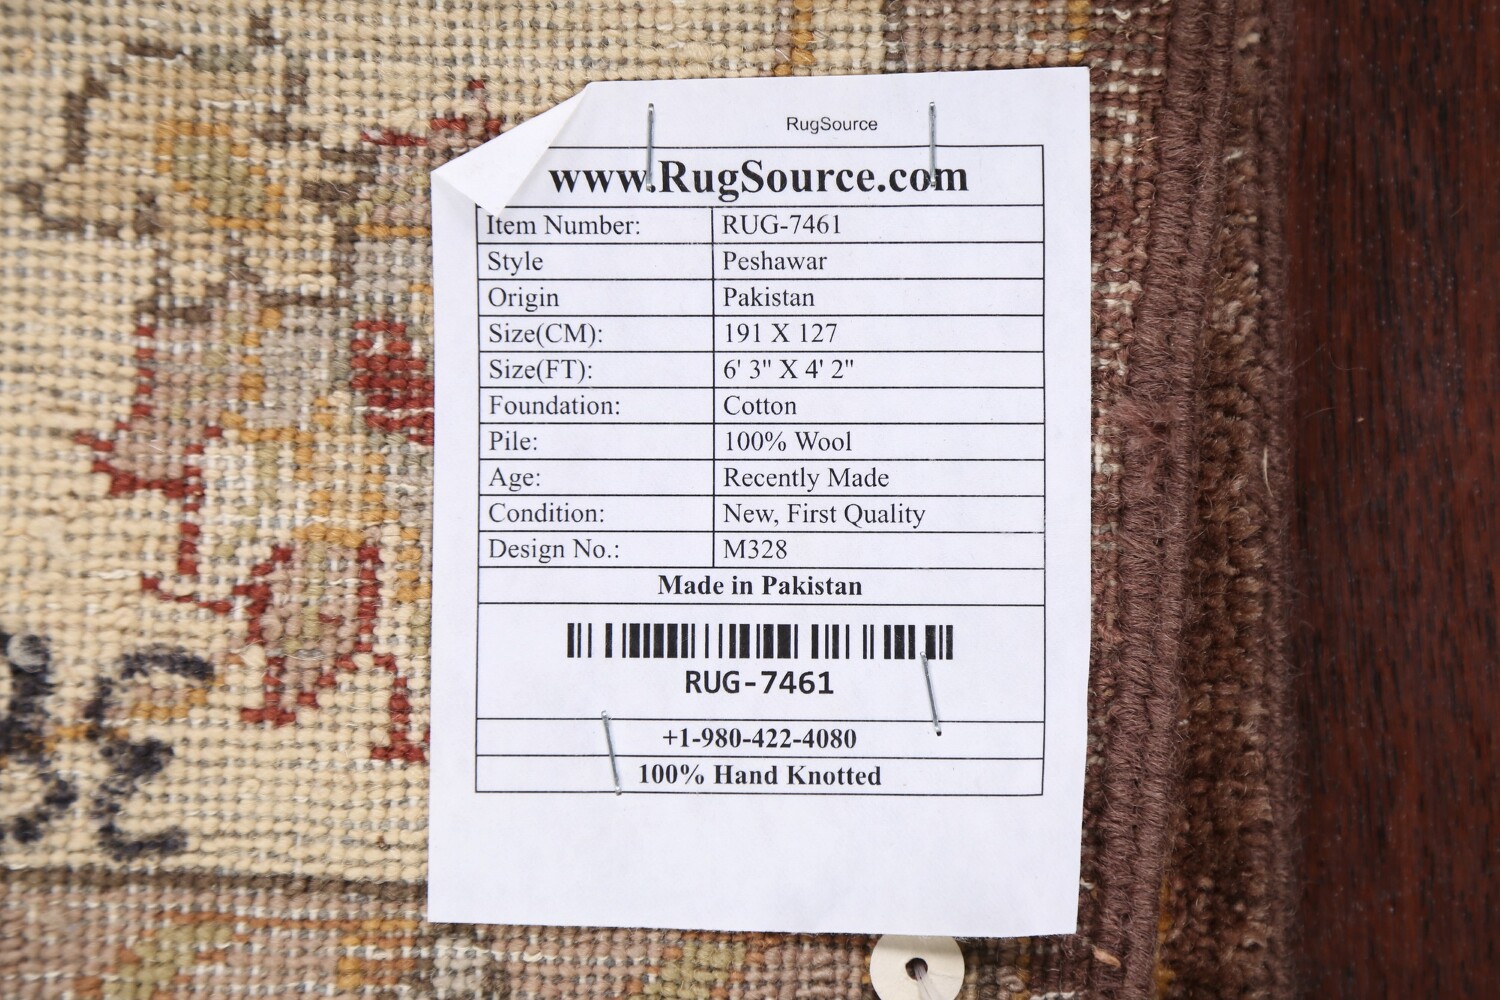 RugSource
www.RugSource.com
Item Number: RUG-7461
Style Peshawar
Origin Pakistan
Size(CM): 191 X 127
Size(FT): 6' 3" X 4' 2"
Foundation: Cotton
Pile: 100% Wool
Age: Recently Made
Condition: New, First Quality
Design No.: M328
Made in Pakistan
RUG-7461
+1-980-422-4080
100% Hand Knotted